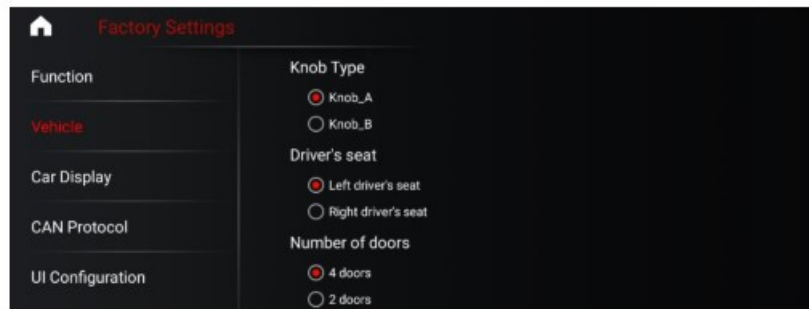 Factory Settings
Function
Vehicle
Car Display
CAN Protocol
UI Configuration
Knob Type
Knob_A
Knob_B
Driver's seat
Left driver's seat
Right driver's seat
Number of doors
4 doors
2 doors